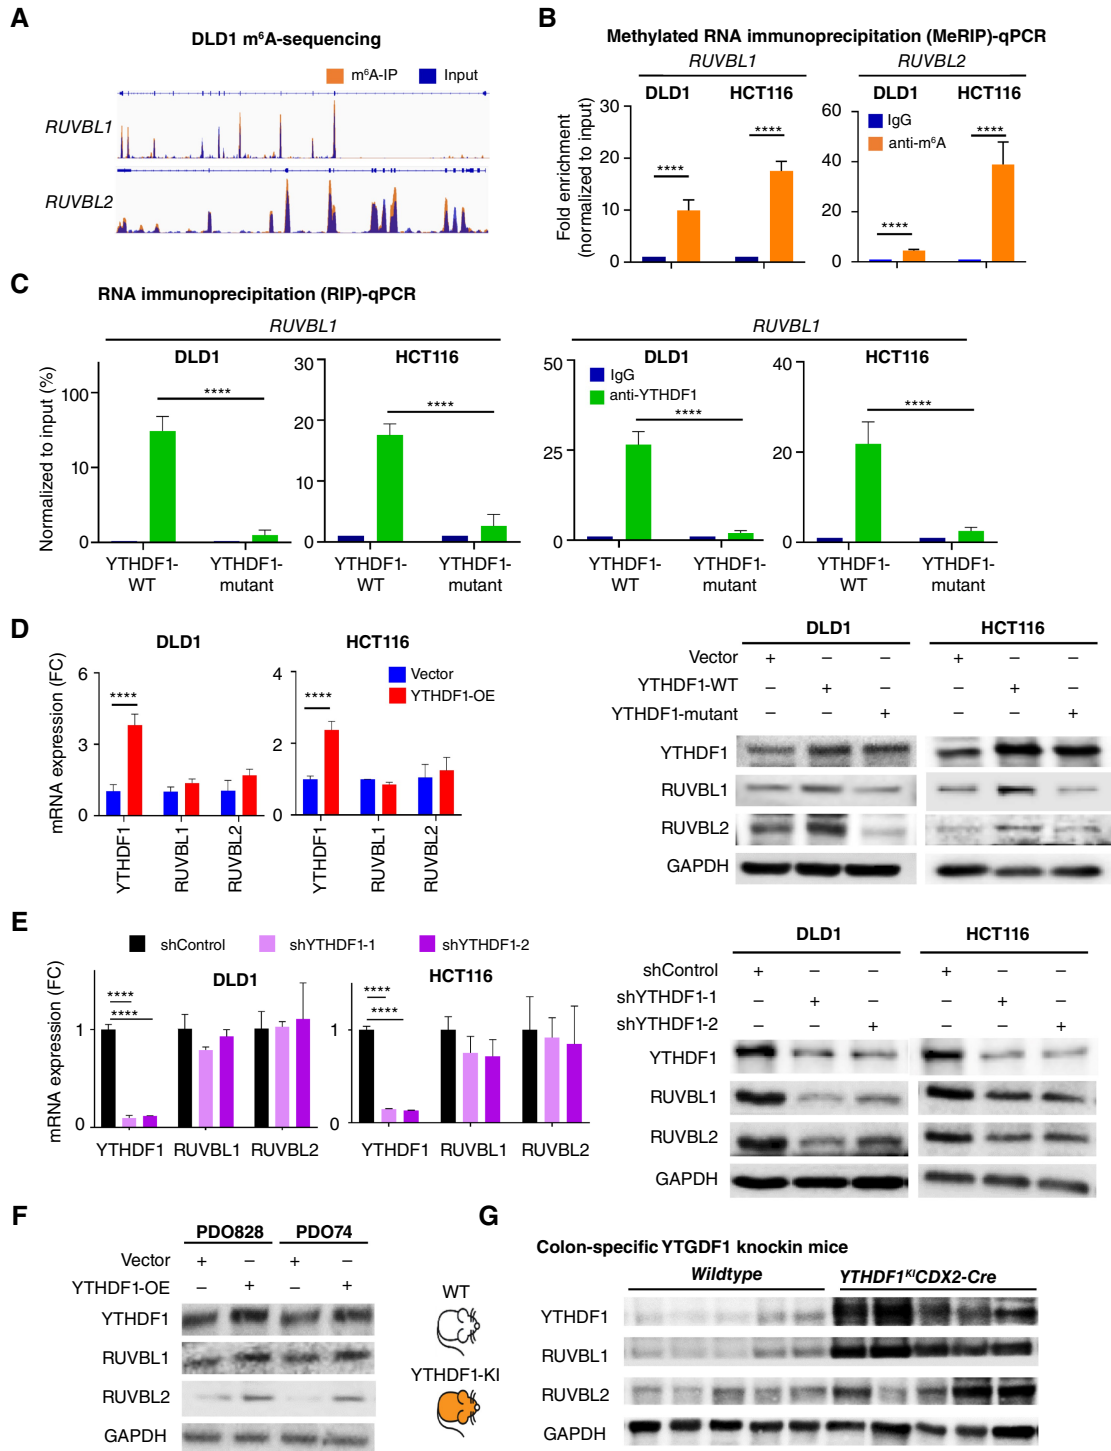 A
DLD1 m⁶A-sequencing
m⁶A-IP Input
RUVBL1
RUVBL2
B
Methylated RNA immunoprecipitation (MeRIP)-qPCR
RUVBL1 RUVBL2
DLD1 HCT116 DLD1 HCT116
Fold enrichment
(normalized to input)
30
20
10
0
**** ****
60
40
20
0
IgG
anti-m⁶A
**** ****
C
RNA immunoprecipitation (RIP)-qPCR
RUVBL1 RUVBL1
DLD1 HCT116 DLD1 HCT116
Normalized to input (%)
100
10
0
****
30
20
10
0
****
50
25
0
IgG
anti-YTHDF1
****
40
20
0
****
YTHDF1-WT YTHDF1-mutant YTHDF1-WT YTHDF1-mutant YTHDF1-WT YTHDF1-mutant YTHDF1-WT YTHDF1-mutant
D
DLD1 HCT116
mRNA expression (FC)
6
3
0
****
4
2
0
****
Vector
YTHDF1-OE
YTHDF1 RUVBL1 RUVBL2 YTHDF1 RUVBL1 RUVBL2
DLD1 HCT116
Vector + – – + – –
YTHDF1-WT – + – – + –
YTHDF1-mutant – – + – – +
YTHDF1
RUVBL1
RUVBL2
GAPDH
E
shControl shYTHDF1-1 shYTHDF1-2
DLD1 HCT116
mRNA expression (FC)
1
0
****
****
1
0
****
****
YTHDF1 RUVBL1 RUVBL2 YTHDF1 RUVBL1 RUVBL2
DLD1 HCT116
shControl + – – + – –
shYTHDF1-1 – + – – + –
shYTHDF1-2 – – + – – +
YTHDF1
RUVBL1
RUVBL2
GAPDH
F
PDO828 PDO74
Vector + – + –
YTHDF1-OE – + – +
YTHDF1
RUVBL1
RUVBL2
GAPDH
WT
YTHDF1-KI
G
Colon-specific YTGDF1 knockin mice
Wildtype YTHDF1ᴷᴵCDX2-Cre
YTHDF1
RUVBL1
RUVBL2
GAPDH